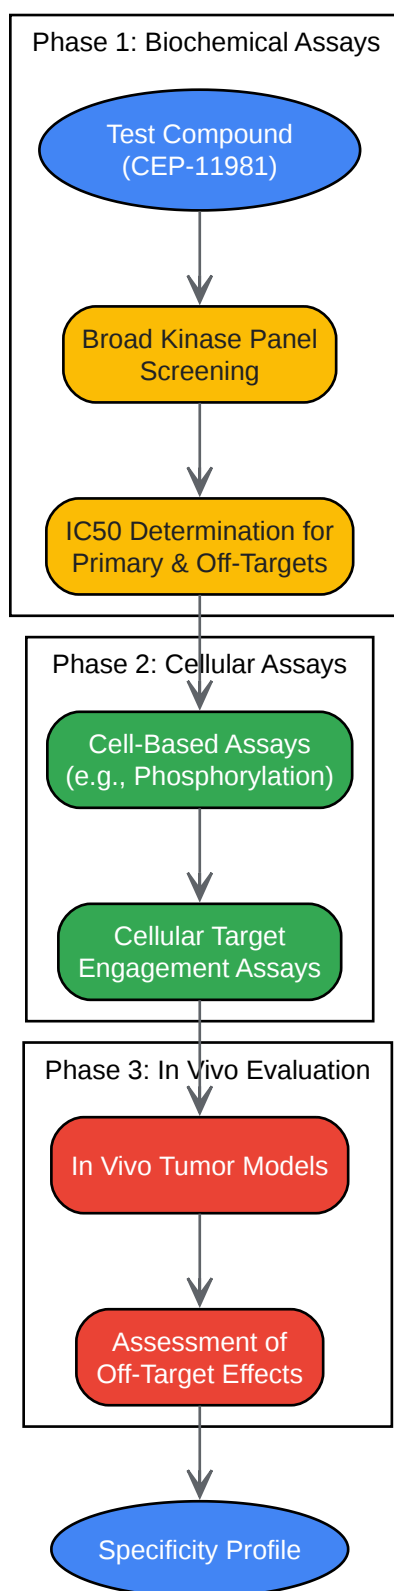 Phase 1: Biochemical Assays
Test Compound
(CEP-11981)
Broad Kinase Panel
Screening
IC50 Determination for
Primary & Off-Targets
Phase 2: Cellular Assays
Cell-Based Assays
(e.g., Phosphorylation)
Cellular Target
Engagement Assays
Phase 3: In Vivo Evaluation
In Vivo Tumor Models
Assessment of
Off-Target Effects
Specificity Profile